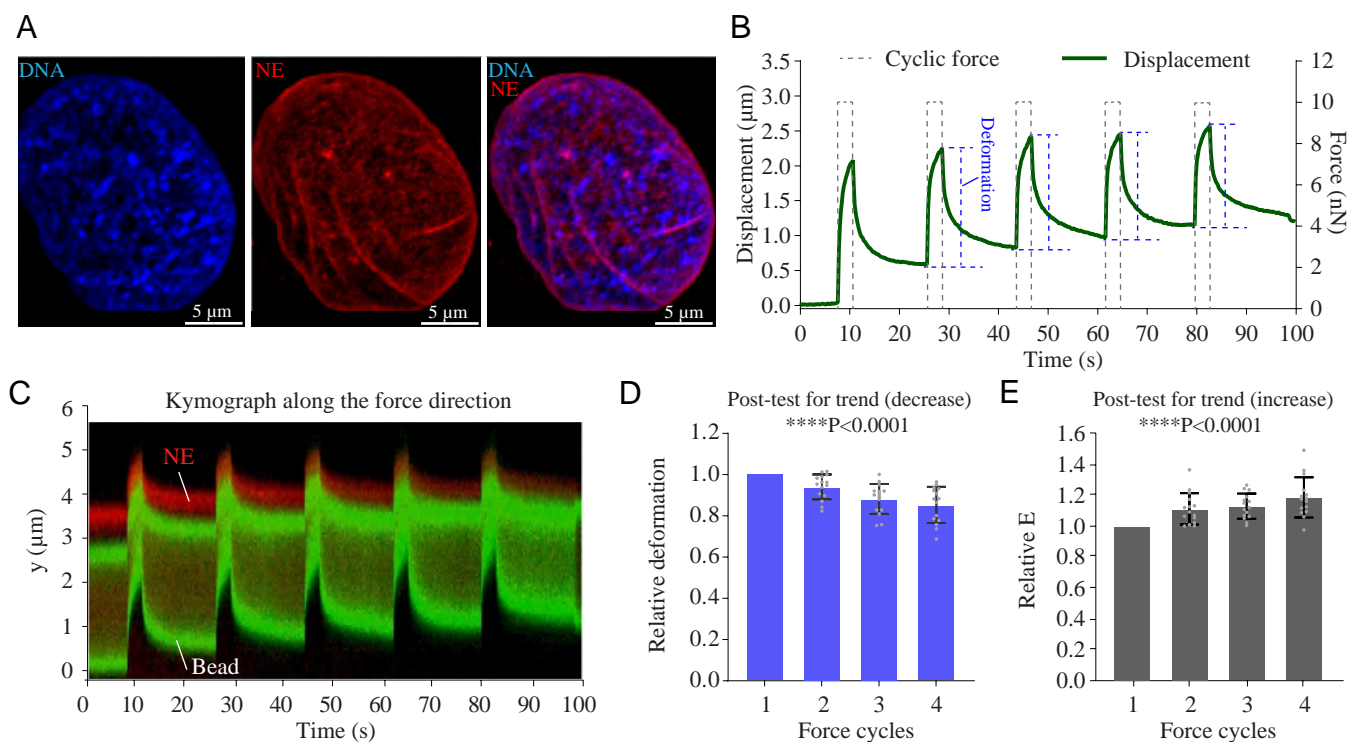 A
DNA
NE
DNA
NE
5 µm
5 µm
5 µm
B
Cyclic force
Displacement
3.5
3.0
2.5
2.0
1.5
1.0
0.5
0.0
Displacement (µm)
Deformation
12
10
8
6
4
2
0
Force (nN)
0 10 20 30 40 50 60 70 80 90 100
Time (s)
C
Kymograph along the force direction
6
5
4
3
2
1
0
y (µm)
NE
Bead
0 10 20 30 40 50 60 70 80 90 100
Time (s)
D
Post-test for trend (decrease)
****P<0.0001
1.2
1.0
0.8
0.6
0.4
0.2
0.0
Relative deformation
1 2 3 4
Force cycles
E
Post-test for trend (increase)
****P<0.0001
1.6
1.4
1.2
1.0
0.8
0.6
0.4
0.2
0.0
Relative E
1 2 3 4
Force cycles